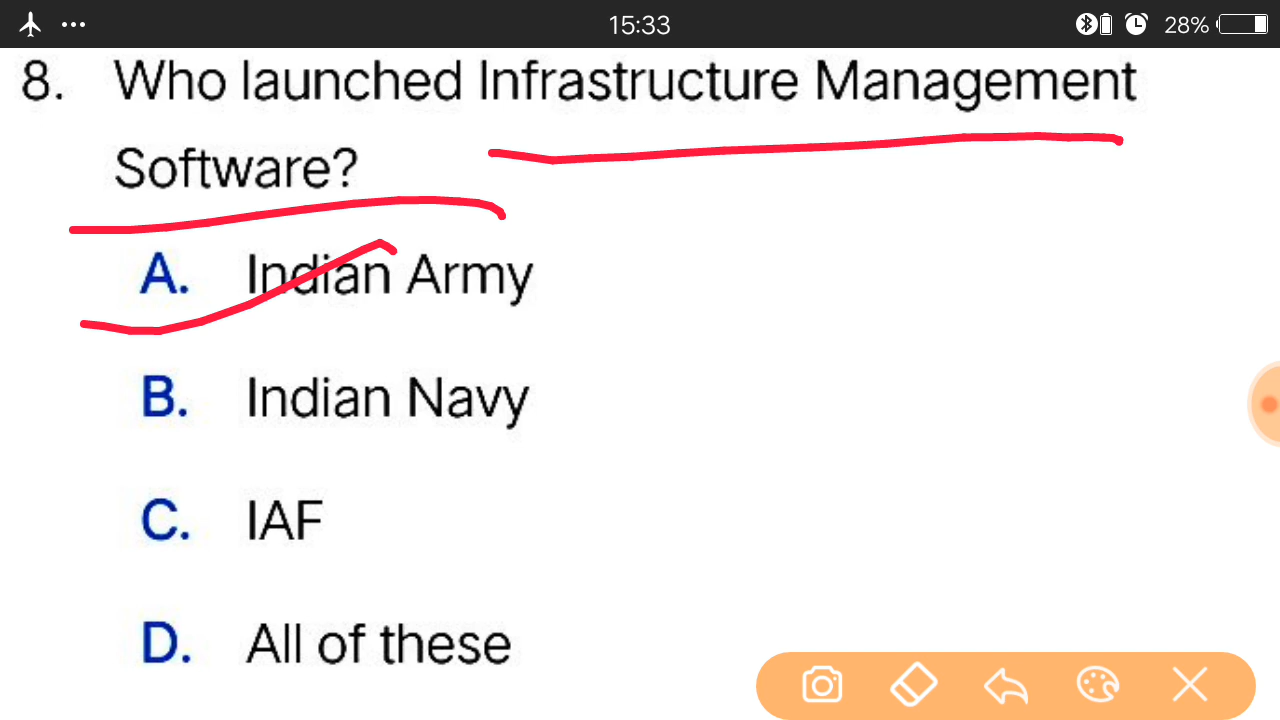 15:33
28%
8. Who launched Infrastructure Management
Software?
A. Indian Army
B. Indian Navy
C. IAF
D. All of these